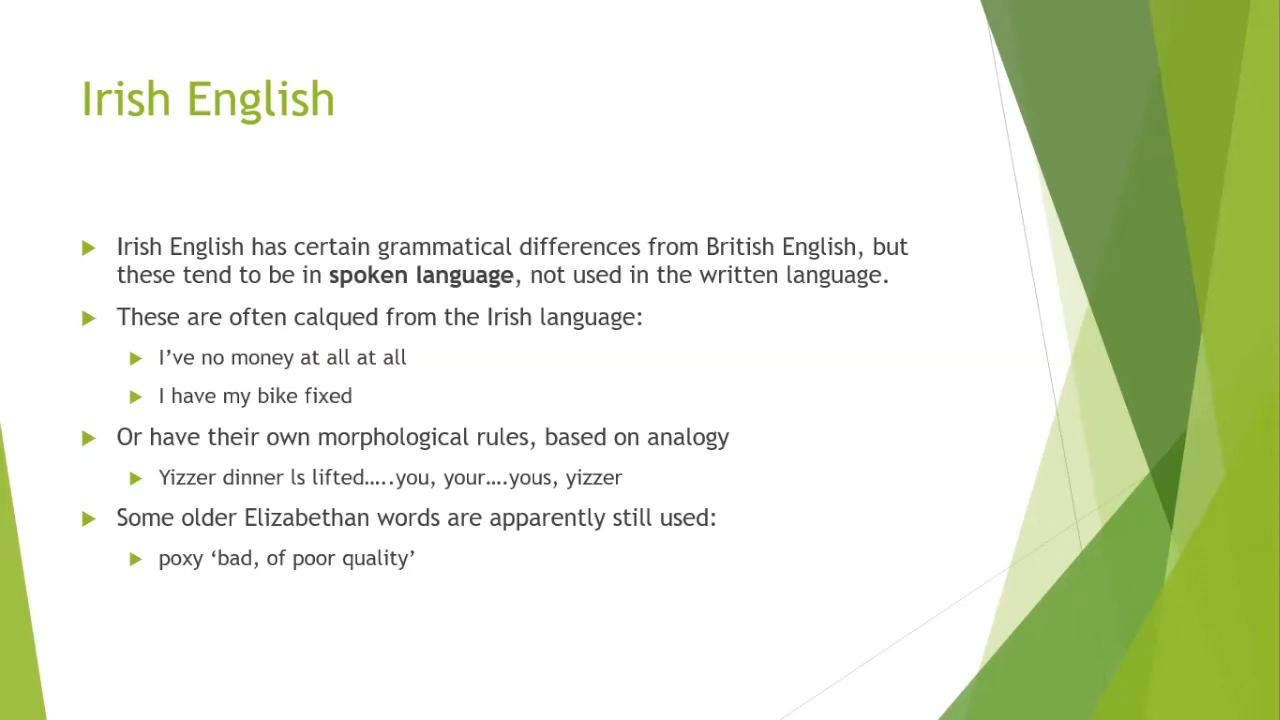 Irish English
Irish English has certain grammatical differences from British English, but
these tend to be in spoken language, not used in the written language.
These are often calqued from the Irish language:
I’ve no money at all at all
I have my bike fixed
Or have their own morphological rules, based on analogy
Yizzer dinner ls lifted…..you, your….yous, yizzer
Some older Elizabethan words are apparently still used:
poxy ‘bad, of poor quality’